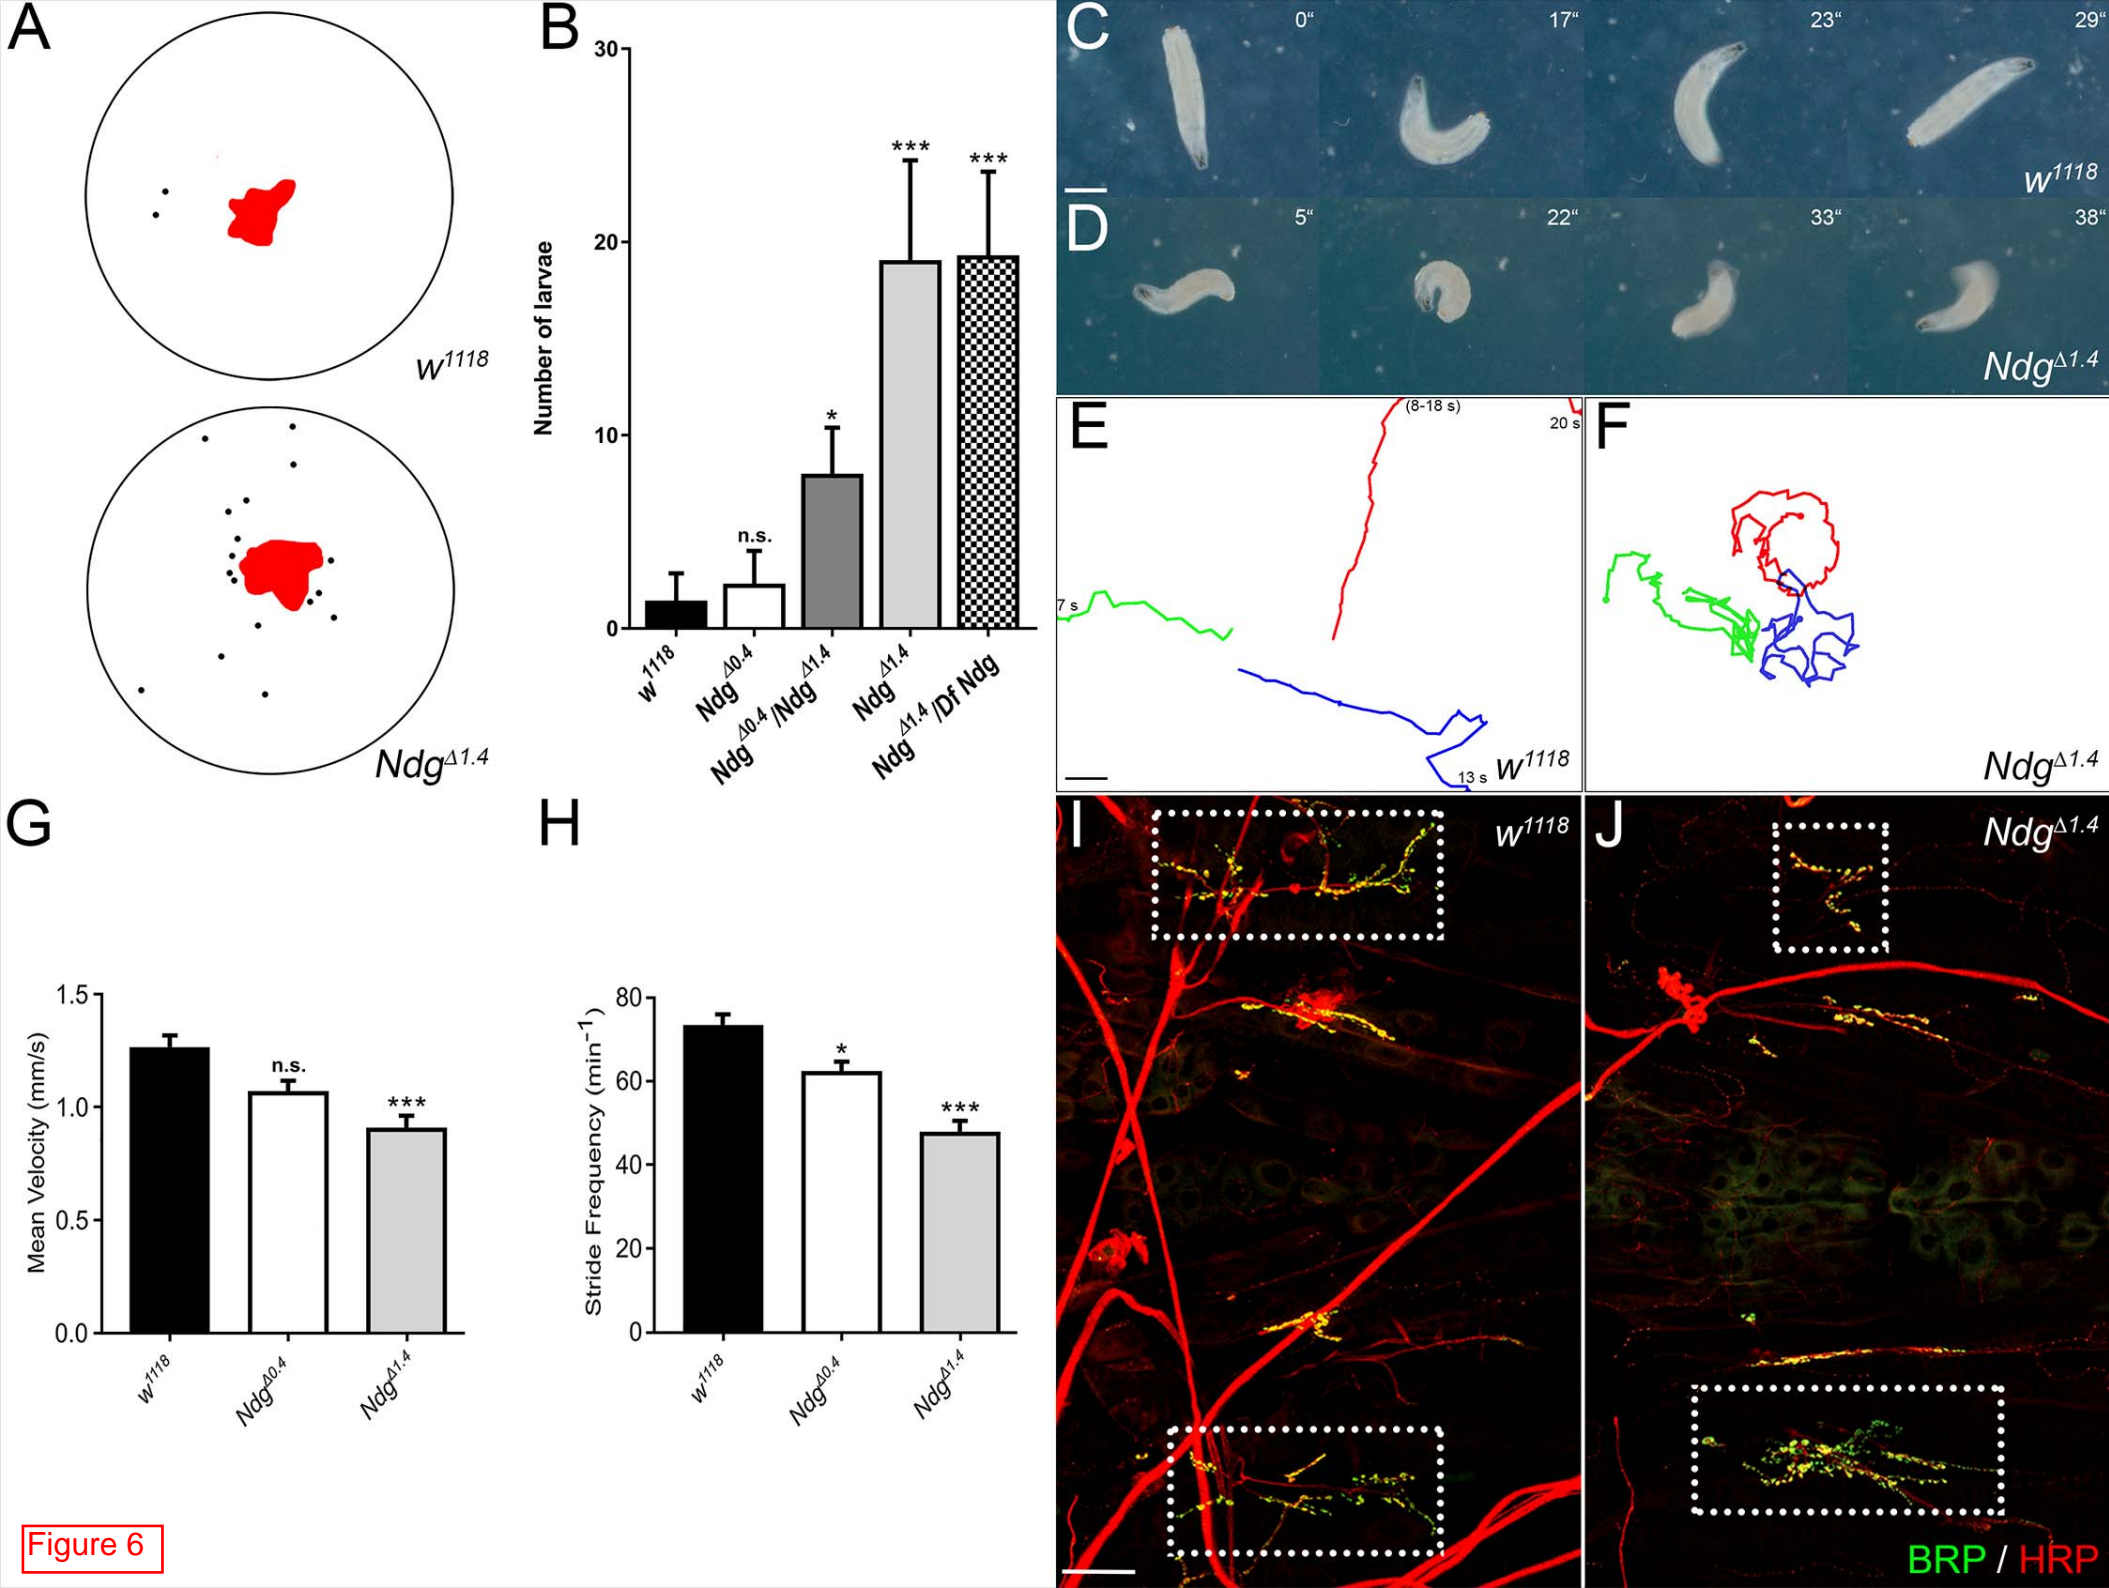 A
w1118
NdgΔ1.4
B
30
20
10
0
Number of larvae
n.s.
*
***
***
w1118
NdgΔ0.4
NdgΔ0.4/NdgΔ1.4
NdgΔ1.4
NdgΔ1.4/Df Ndg
C
0“
17“
23“
29“
w1118
D
5“
22“
33“
38“
NdgΔ1.4
E
(8-18 s)
20 s
7 s
13 s
w1118
F
NdgΔ1.4
G
1.5
1.0
0.5
0.0
Mean Velocity (mm/s)
n.s.
***
w1118
NdgΔ0.4
NdgΔ1.4
H
80
60
40
20
0
Stride Frequency (min-1)
*
***
w1118
NdgΔ0.4
NdgΔ1.4
I
w1118
J
NdgΔ1.4
BRP / HRP
Figure 6